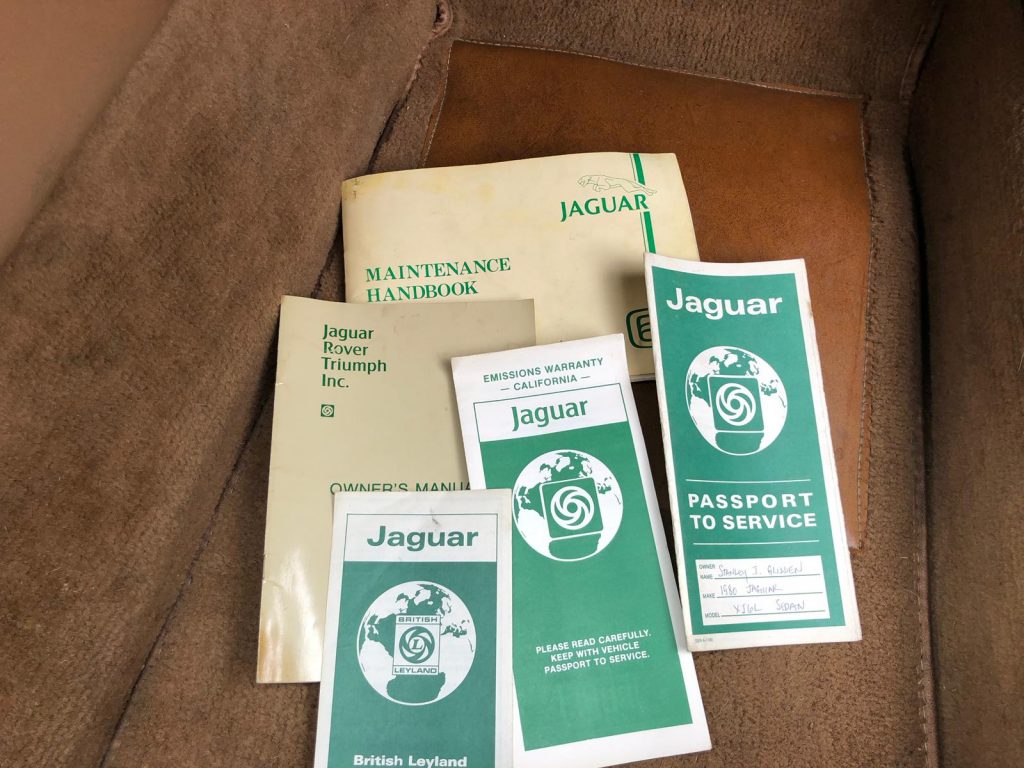 JAGUAR
MAINTENANCE
HANDBOOK
6
Jaguar
Rover
Triumph
Inc.
OWNER'S MANUA
EMISSIONS WARRANTY
— CALIFORNIA —
Jaguar
PLEASE READ CAREFULLY.
KEEP WITH VEHICLE
PASSPORT TO SERVICE.
Jaguar
PASSPORT
TO SERVICE
OWNER
NAME STANLEY J.
MAKE 1980 JAGUAR
MODEL XJ6L SEDAN
Jaguar
BRITISH
L
LEYLAND
British Leyland